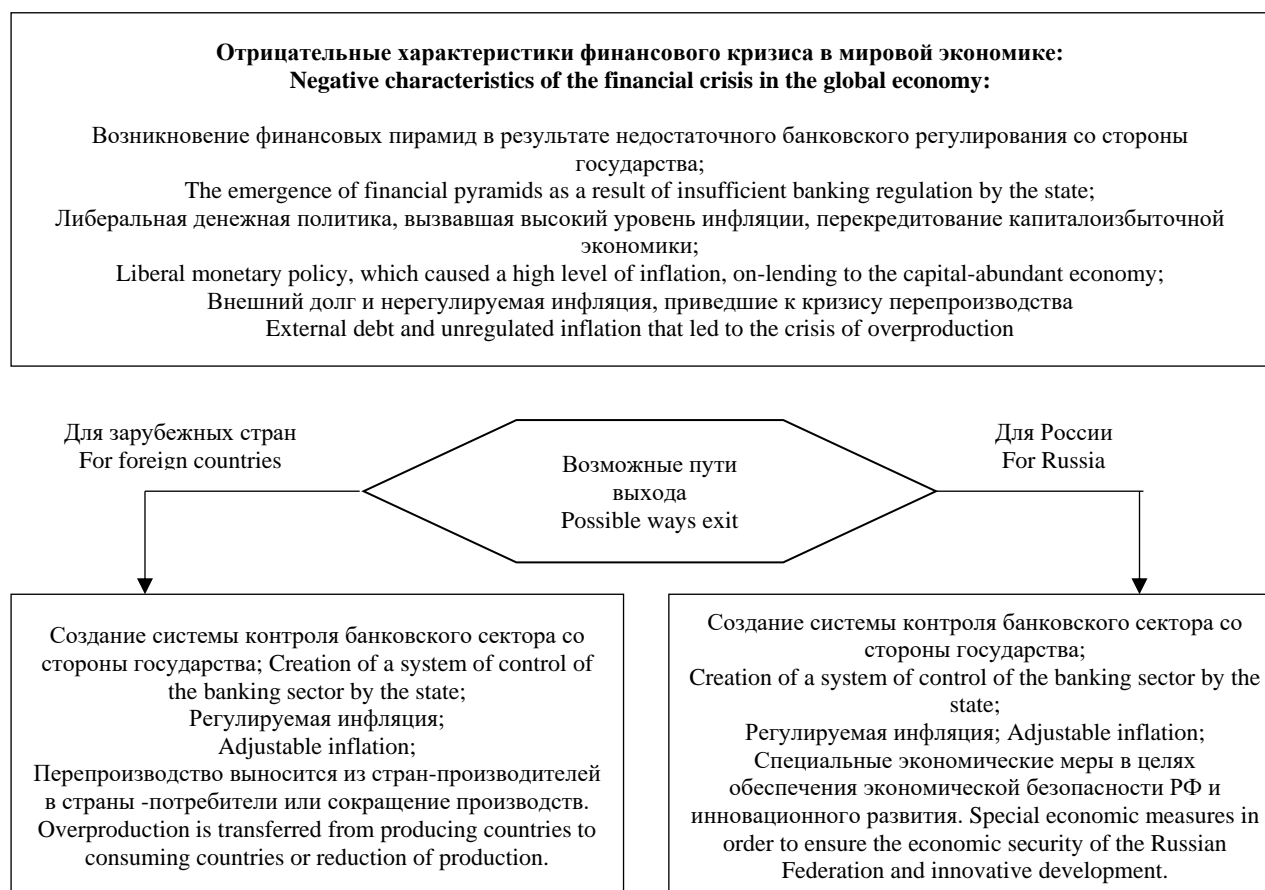 Отрицательные характеристики финансового кризиса в мировой экономике:
Negative characteristics of the financial crisis in the global economy:
Возникновение финансовых пирамид в результате недостаточного банковского регулирования со стороны
государства;
The emergence of financial pyramids as a result of insufficient banking regulation by the state;
Либеральная денежная политика, вызвавшая высокий уровень инфляции, перекредитование капиталоизбыточной
экономики;
Liberal monetary policy, which caused a high level of inflation, on-lending to the capital-abundant economy;
Внешний долг и нерегулируемая инфляция, приведшие к кризису перепроизводства
External debt and unregulated inflation that led to the crisis of overproduction
Для зарубежных стран
For foreign countries
Возможные пути
выхода
Possible ways exit
Для России
For Russia
Создание системы контроля банковского сектора со
стороны государства; Creation of a system of control of
the banking sector by the state;
Регулируемая инфляция;
Adjustable inflation;
Перепроизводство выносится из стран-производителей
в страны -потребители или сокращение производств.
Overproduction is transferred from producing countries to
consuming countries or reduction of production.
Создание системы контроля банковского сектора со
стороны государства;
Creation of a system of control of the banking sector by the
state;
Регулируемая инфляция; Adjustable inflation;
Специальные экономические меры в целях
обеспечения экономической безопасности РФ и
инновационного развития. Special economic measures in
order to ensure the economic security of the Russian
Federation and innovative development.